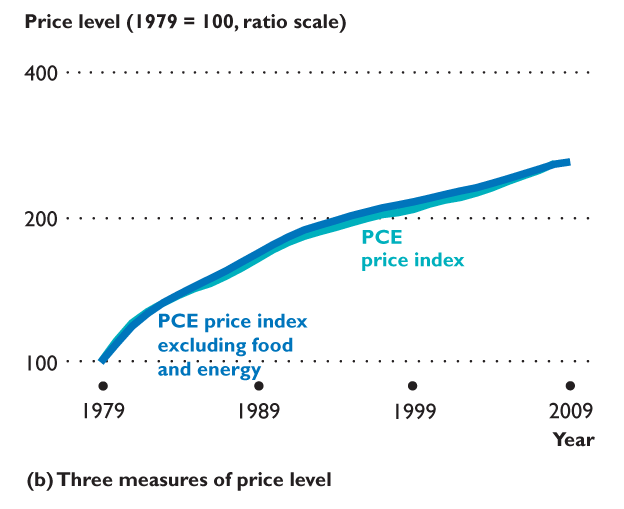 Price level (1979 = 100, ratio scale)
400
200
PCE
price index
PCE price index
excluding food
and energy
100
1979
1989
1999
2009
Year
(b) Three measures of price level